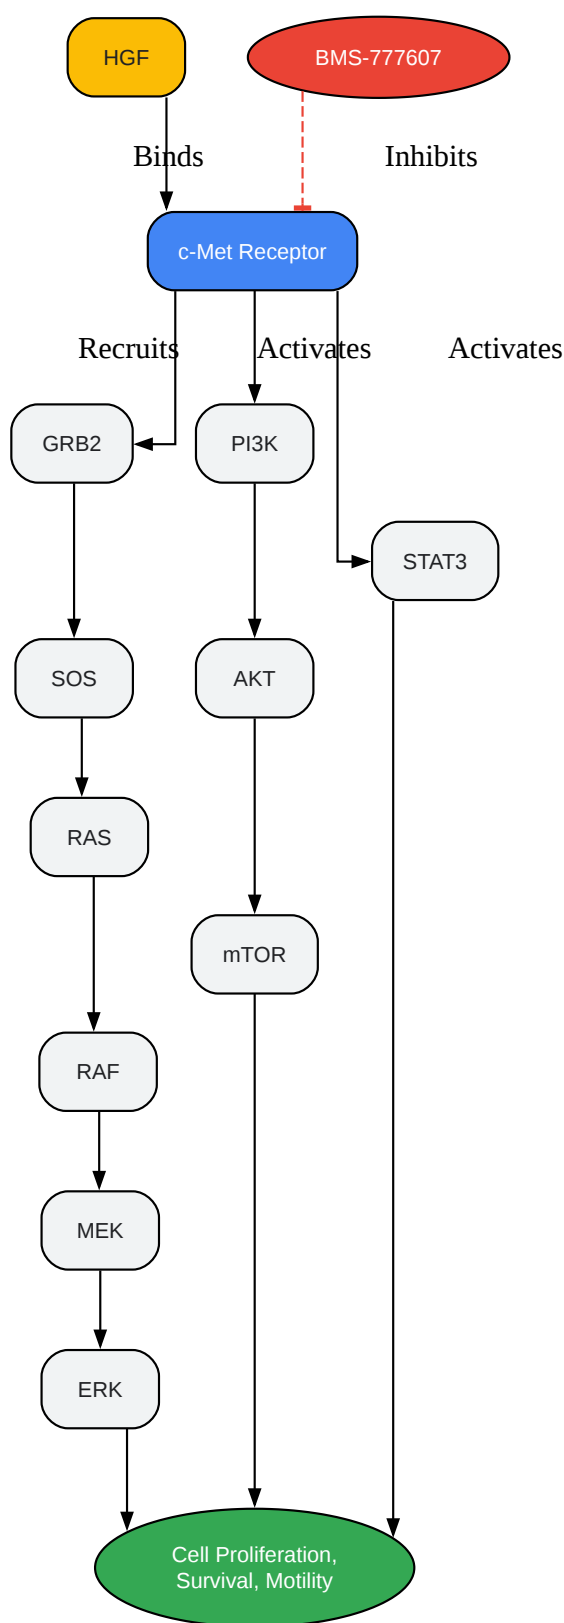 HGF
BMS-777607
Binds
Inhibits
c-Met Receptor
Recruits
Activates
Activates
GRB2
PI3K
STAT3
SOS
AKT
RAS
mTOR
RAF
MEK
ERK
Cell Proliferation,
Survival, Motility